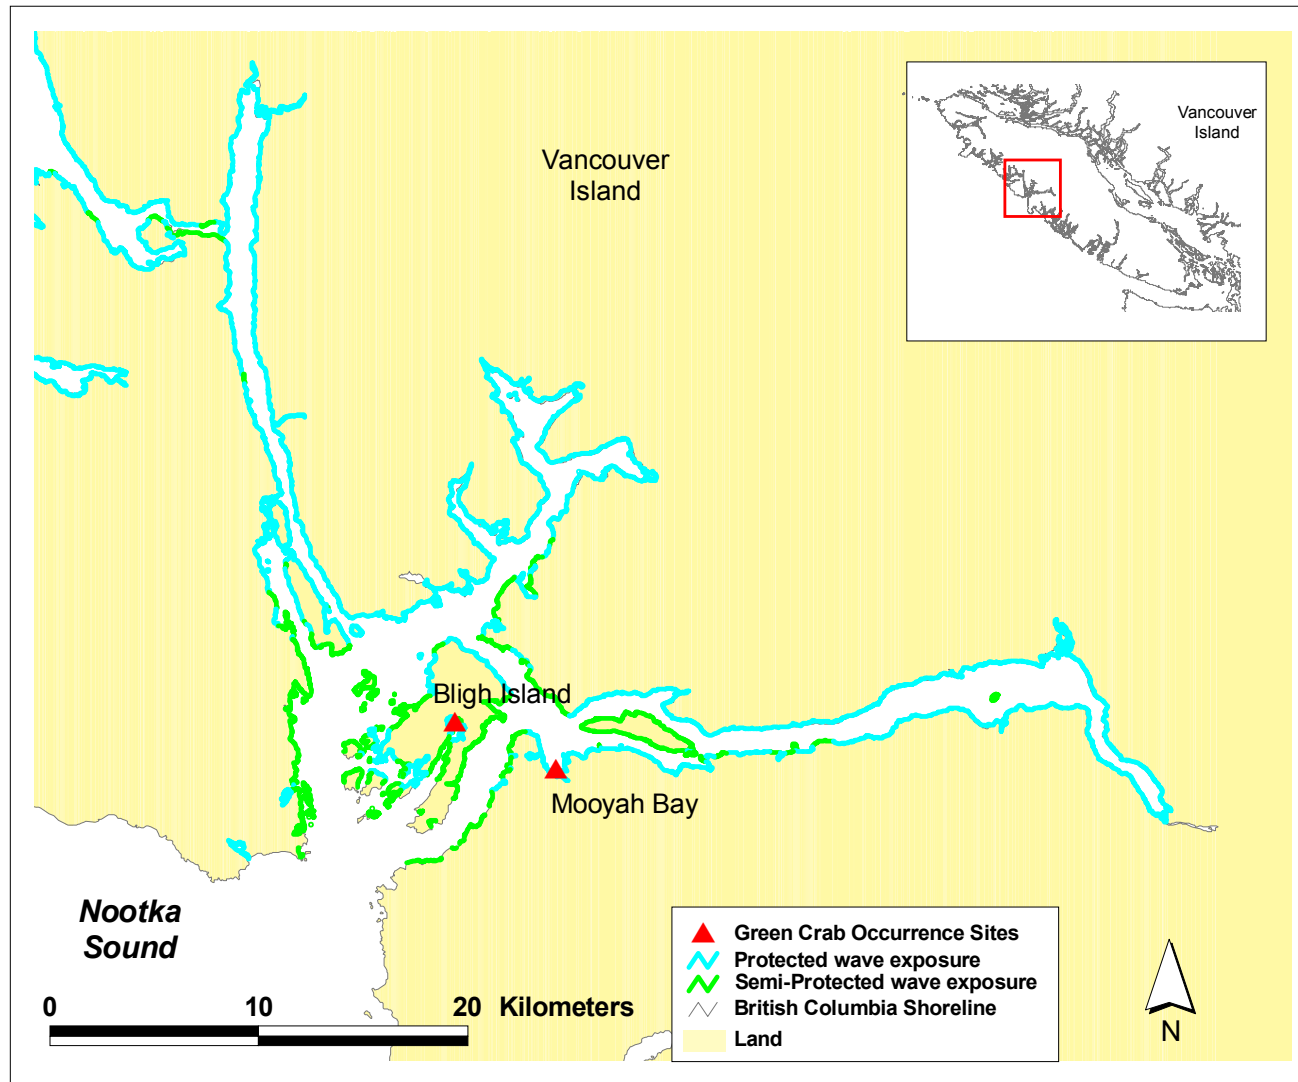 Vancouver
Island
Vancouver
Island
Bligh Island
Mooyah Bay
Nootka
Sound
Green Crab Occurrence Sites
Protected wave exposure
Semi-Protected wave exposure
British Columbia Shoreline
Land
0 10 20 Kilometers
N